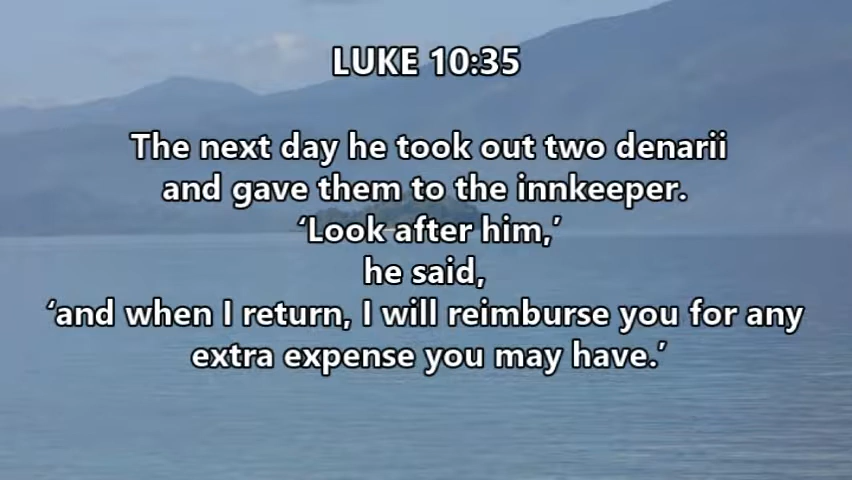 LUKE 10:35
The next day he took out two denarii
and gave them to the innkeeper.
‘Look after him,’
he said,
‘and when I return, I will reimburse you for any
extra expense you may have.’